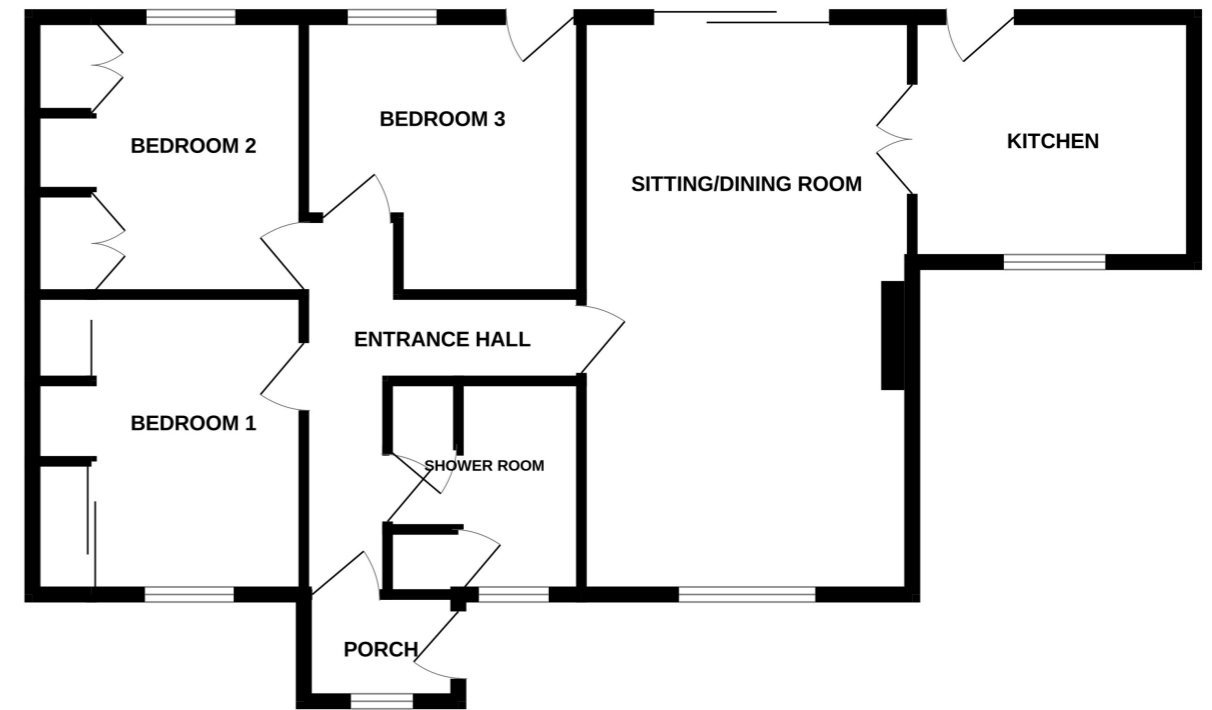 BEDROOM 3
KITCHEN
BEDROOM 2
SITTING/DINING ROOM
ENTRANCE HALL
BEDROOM 1
SHOWER ROOM
PORCH